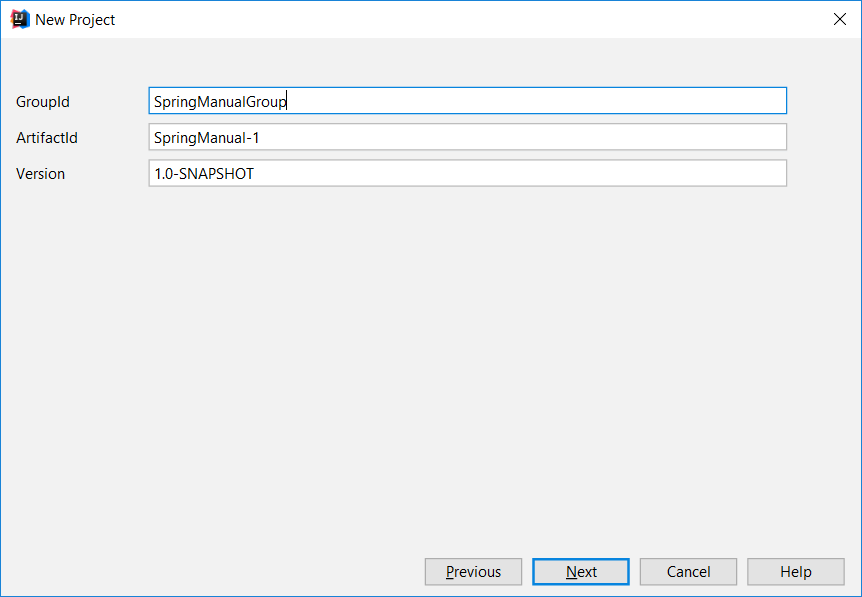 New Project
GroupId SpringManualGroup
ArtifactId SpringManual-1
Version 1.0-SNAPSHOT
Previous Next Cancel Help